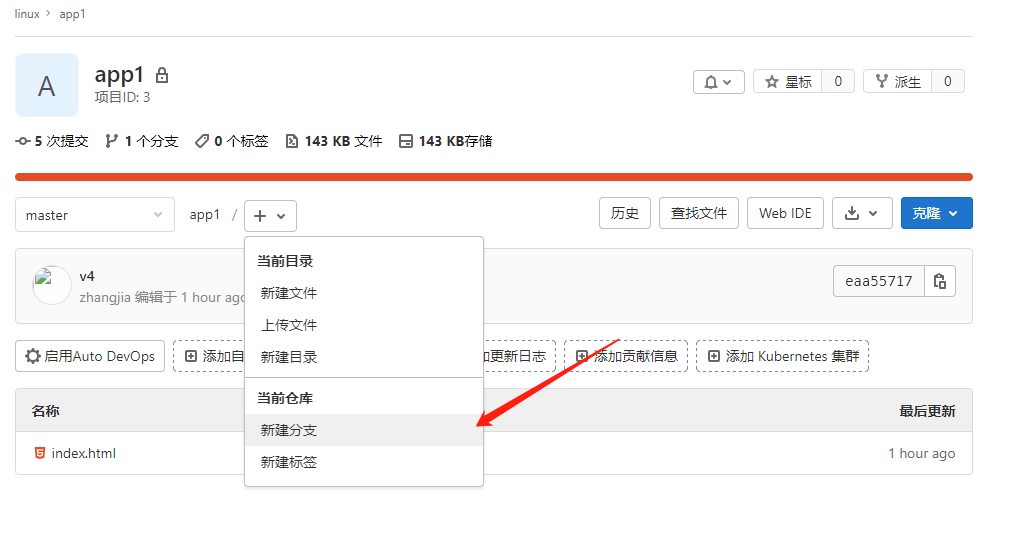 linux > app1
A
app1
项目ID: 3
星标 0
派生 0
5 次提交 1 个分支 0 个标签 143 KB 文件 143 KB存储
master
app1 /
历史 查找文件 Web IDE 克隆
当前目录
新建文件
上传文件
新建目录
当前仓库
新建分支
新建标签
v4
zhangjia 编辑于 1 hour ago
eaa55717
启用Auto DevOps 添加自 加更新日志 添加贡献信息 添加 Kubernetes 集群
名称 最后更新
index.html 1 hour ago